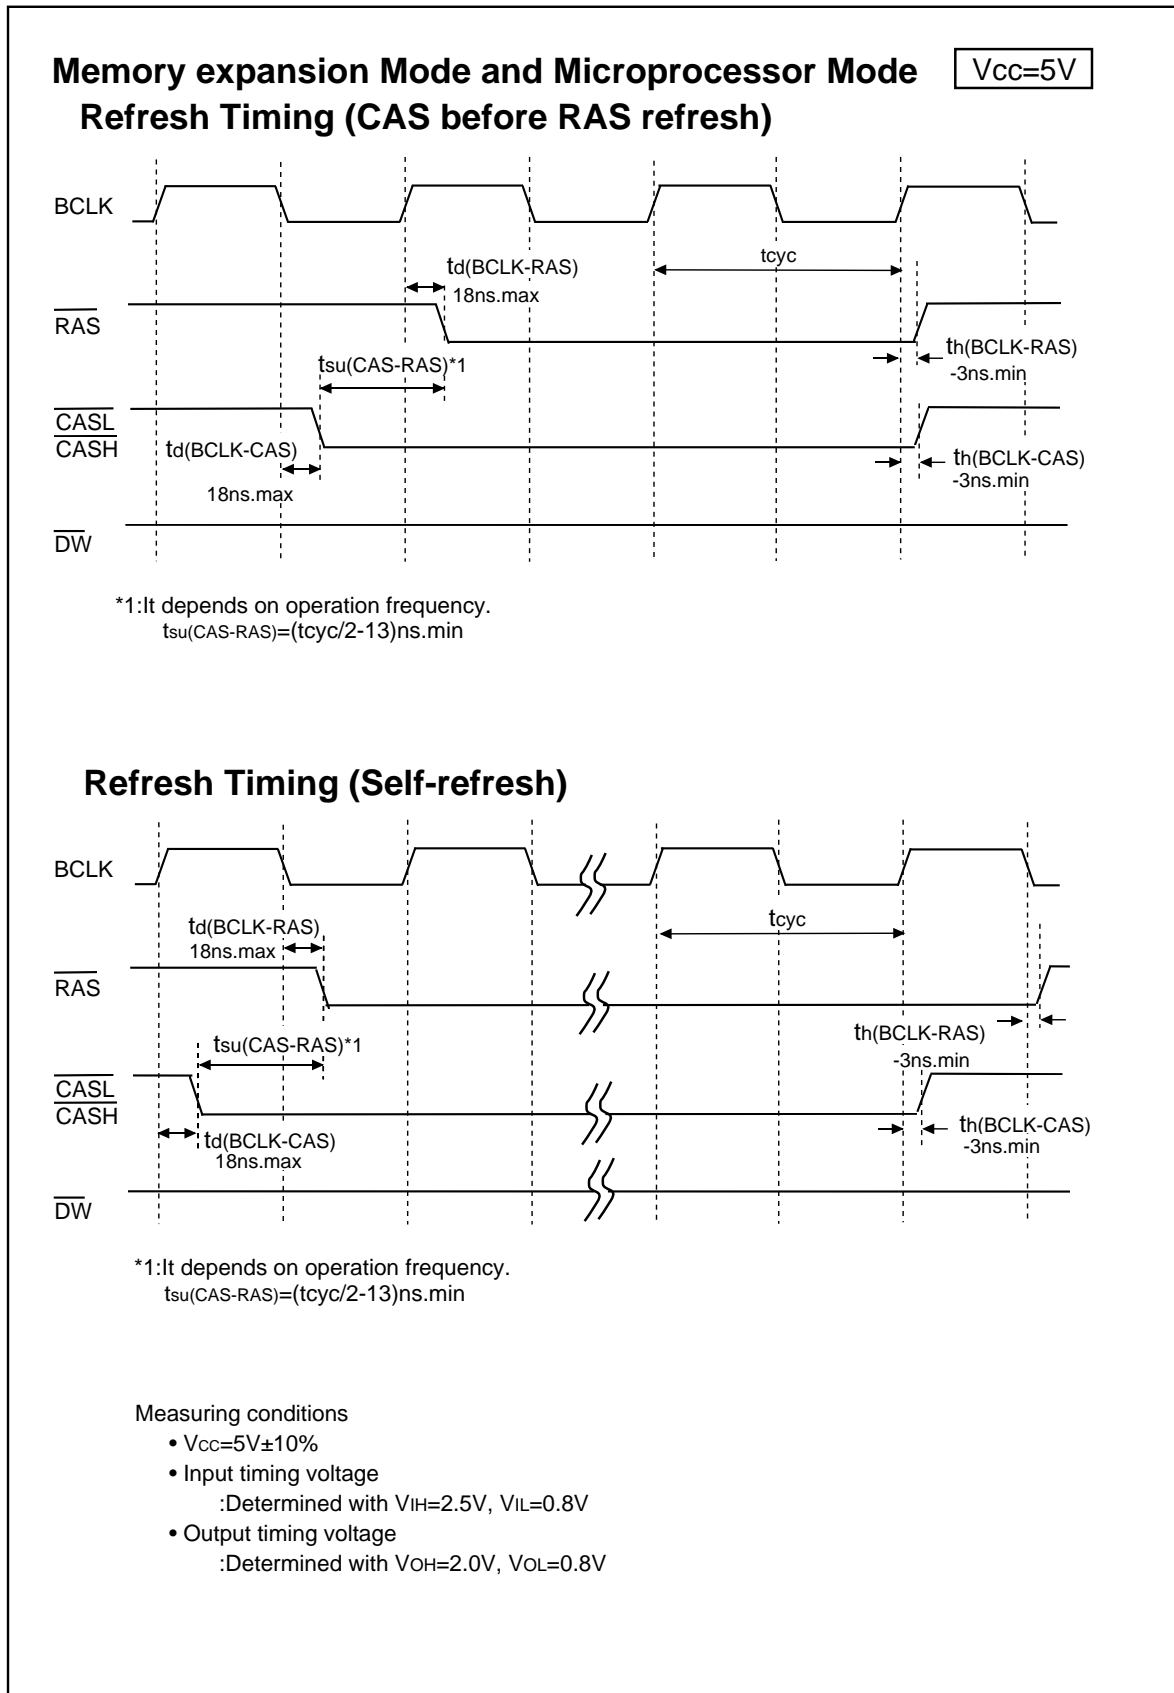 Memory expansion Mode and Microprocessor Mode
Vcc=5V
Refresh Timing (CAS before RAS refresh)
BCLK
td(BCLK-RAS)
18ns.max
tcyc
RAS
th(BCLK-RAS)
-3ns.min
tsu(CAS-RAS)*1
CASL
CASH
td(BCLK-CAS)
18ns.max
th(BCLK-CAS)
-3ns.min
DW
*1:It depends on operation frequency.
tsu(CAS-RAS)=(tcyc/2-13)ns.min
Refresh Timing (Self-refresh)
BCLK
td(BCLK-RAS)
18ns.max
tcyc
RAS
tsu(CAS-RAS)*1
th(BCLK-RAS)
-3ns.min
CASL
CASH
td(BCLK-CAS)
18ns.max
th(BCLK-CAS)
-3ns.min
DW
*1:It depends on operation frequency.
tsu(CAS-RAS)=(tcyc/2-13)ns.min
Measuring conditions
• VCC=5V±10%
• Input timing voltage
:Determined with VIH=2.5V, VIL=0.8V
• Output timing voltage
:Determined with VOH=2.0V, VOL=0.8V